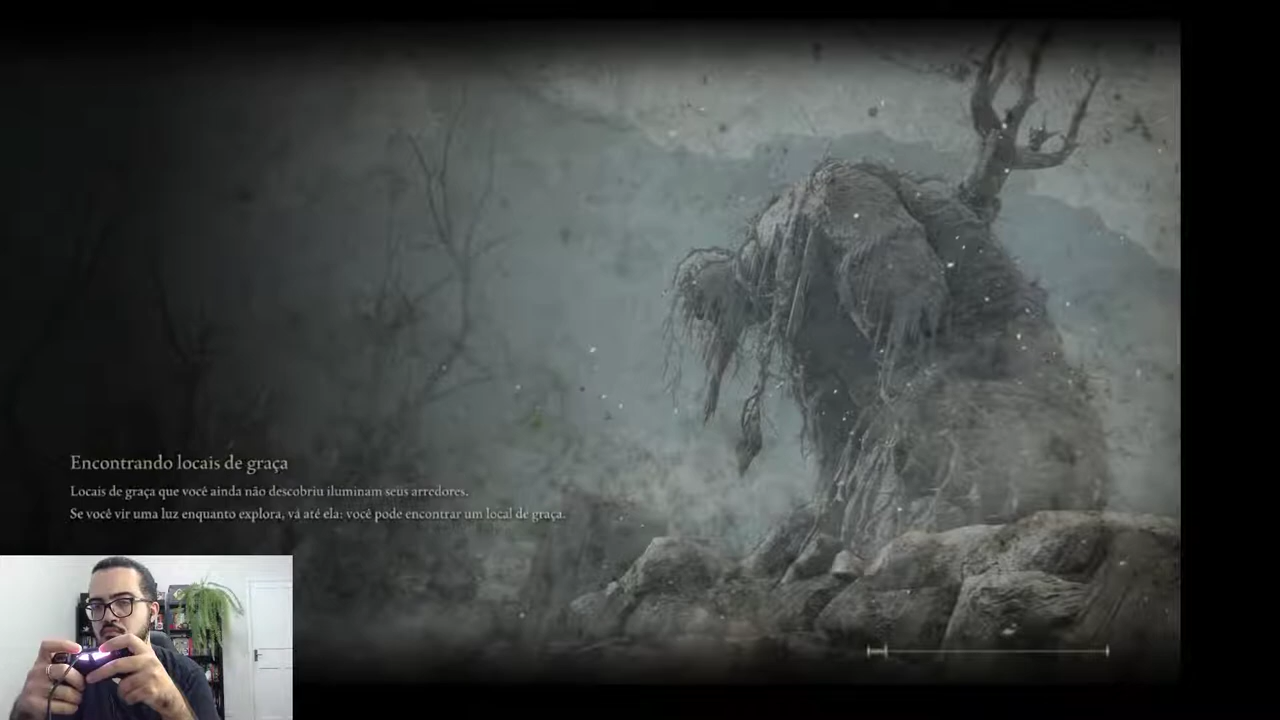 Encontrando locais de graça
Locais de graça que você ainda não descobriu iluminam seus arredores.
Se você vir uma luz enquanto explora, vá até ela: você pode encontrar um local de graça.